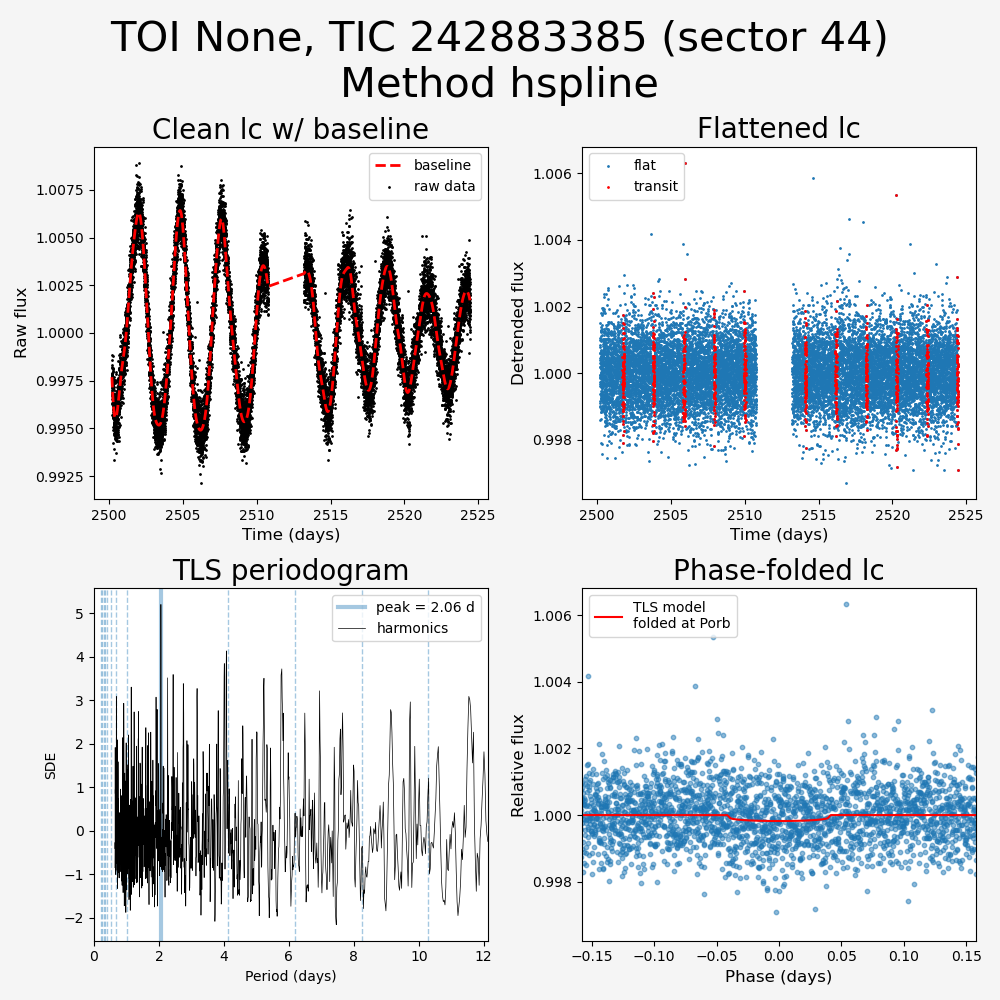 TOI None, TIC 242883385 (sector 44)
Method hspline
Clean lc w/ baseline
baseline
raw data
1.0075
1.0050
1.0025
1.0000
0.9975
0.9950
0.9925
Raw flux
2500 2505 2510 2515 2520 2525
Time (days)
Flattened lc
flat
transit
1.006
1.004
1.002
1.000
0.998
Detrended flux
2500 2505 2510 2515 2520 2525
Time (days)
TLS periodogram
peak = 2.06 d
harmonics
5
4
3
2
1
0
−1
−2
SDE
0 2 4 6 8 10 12
Period (days)
Phase-folded lc
TLS model
folded at Porb
1.006
1.004
1.002
1.000
0.998
Relative flux
−0.15 −0.10 −0.05 0.00 0.05 0.10 0.15
Phase (days)